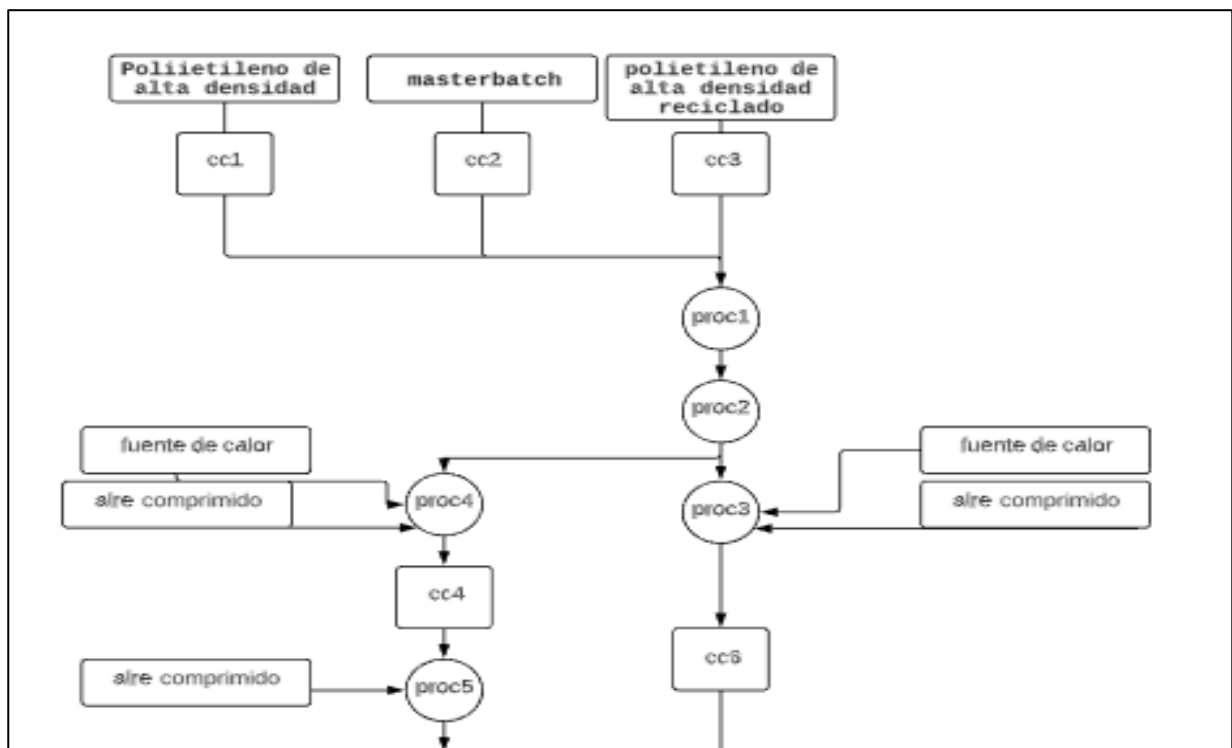 Poliietileno de
alta densidad
masterbatch
polietileno de
alta densidad
reciclado
cc1
cc2
cc3
proc1
proc2
fuente de calor
fuente de calor
aire comprimido
proc4
proc3
aire comprimido
cc4
cc6
aire comprimido
proc5